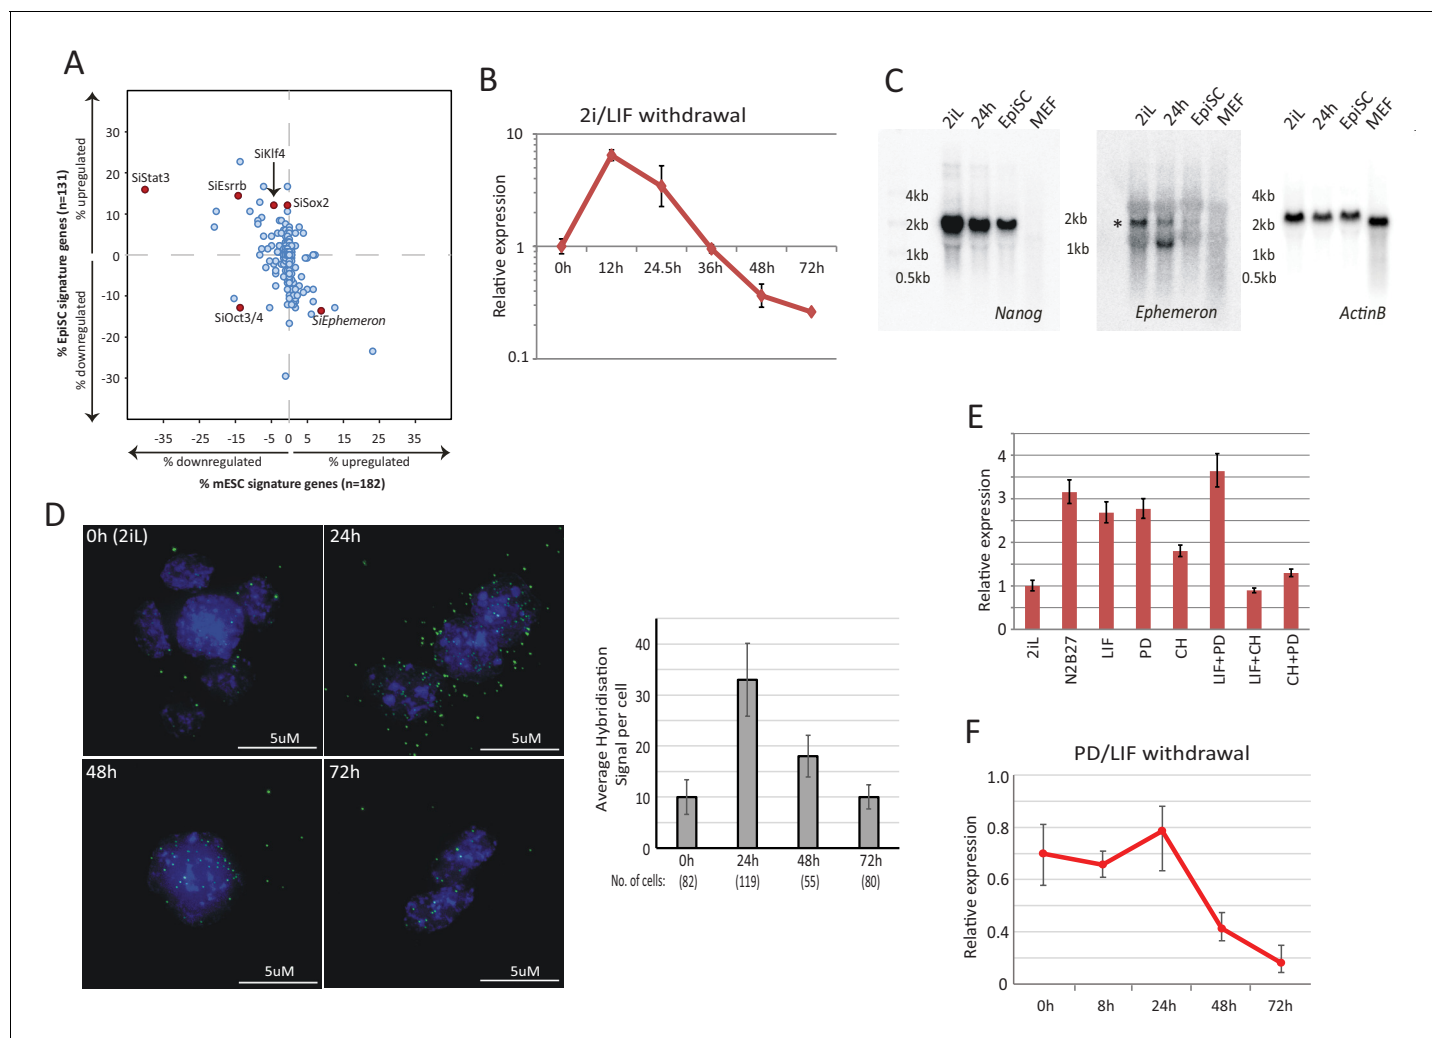 A
% EpiSC signature genes (n=131)
% upregulated
% downregulated
30
20
10
0
-10
-20
-30
SiStat3
SiEsrrb
SiKlf4
SiSox2
SiOct3/4
SiEphemeron
-35 -25 -15 -5 0 5 15 25 35
% downregulated % upregulated
% mESC signature genes (n=182)
B
2i/LIF withdrawal
Relative expression
10
1
0.1
0h 12h 24.5h 36h 48h 72h
C
2iL 24h EpiSC MEF
4kb
2kb
1kb
0.5kb
Nanog
2iL 24h EpiSC MEF
2kb
*
1kb
Ephemeron
2iL 24h EpiSC MEF
4kb
2kb
1kb
0.5kb
ActinB
D
0h (2iL)
5uM
24h
5uM
48h
5uM
72h
5uM
Average Hybridisation
Signal per cell
40
30
20
10
0
0h 24h 48h 72h
No. of cells: (82) (119) (55) (80)
E
Relative expression
4
3
2
1
0
2iL N2B27 LIF PD CH LIF+PD LIF+CH CH+PD
F
PD/LIF withdrawal
Relative expression
1.0
0.8
0.6
0.4
0
0h 8h 24h 48h 72h